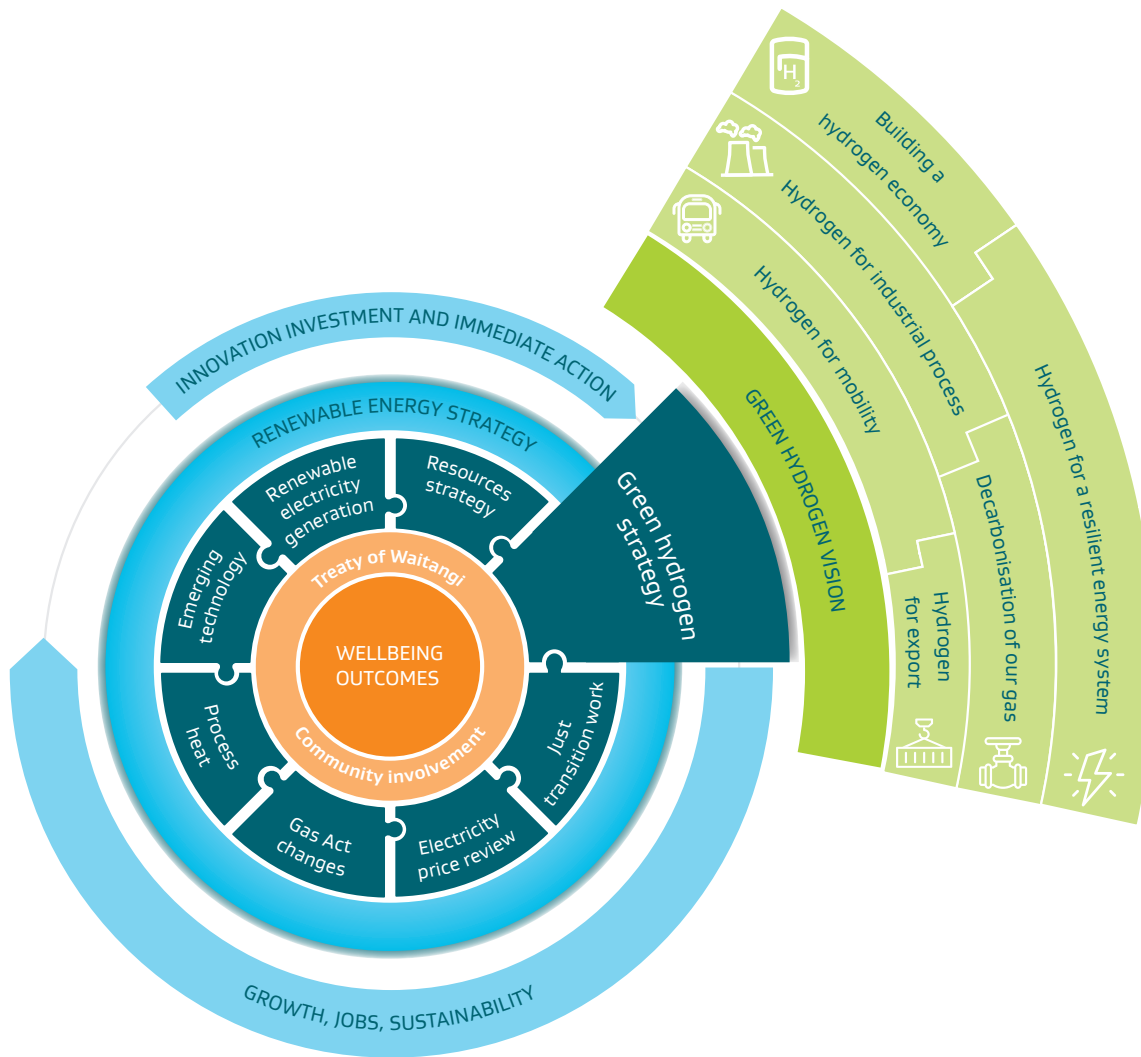 H2
Building a
hydrogen economy
Hydrogen for industrial process
Hydrogen for mobility
Hydrogen for a resilient energy system
Decarbonisation of our gas
Hydrogen
for export
GREEN HYDROGEN VISION
INNOVATION INVESTMENT AND IMMEDIATE ACTION
RENEWABLE ENERGY STRATEGY
Renewable
electricity
generation
Resources
strategy
Green hydrogen
strategy
Emerging
technology
Treaty of Waitangi
WELLBEING
OUTCOMES
Community involvement
Process
heat
Just
transition work
Gas Act
changes
Electricity
price review
GROWTH, JOBS, SUSTAINABILITY